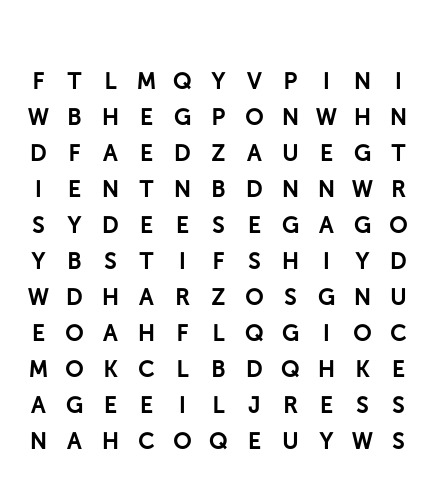 F T L M Q Y V P I N I
W B H E G P O N W H N
D F A E D Z A U E G T
I E N T N B D N N W R
S Y D E E S E G A G O
Y B S T I F S H I Y D
W D H A R Z O S G N U
E O A H F L Q G I O C
M O K C L B D Q H K E
A G E E I L J R E S S
N A H C O Q E U Y W S